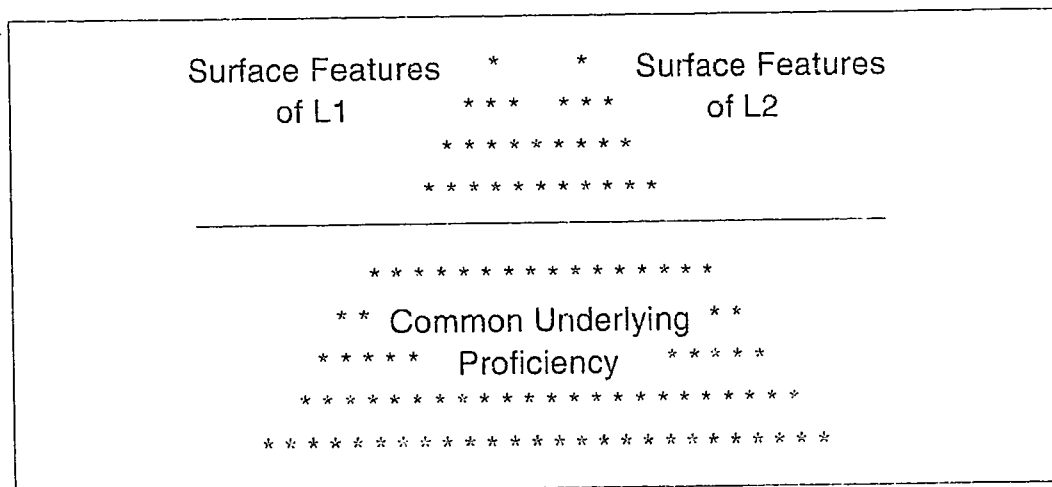 Surface Features * * Surface Features
of L1 * * * * * * of L2
* * * * * * * * *
* * * * * * * * * * *
* * * * * * * * * * * * * * * *
* * Common Underlying * *
* * * * * Proficiency * * * * *
* * * * * * * * * * * * * * * * * * * * * * *
* * * * * * * * * * * * * * * * * * * * * * * * * *